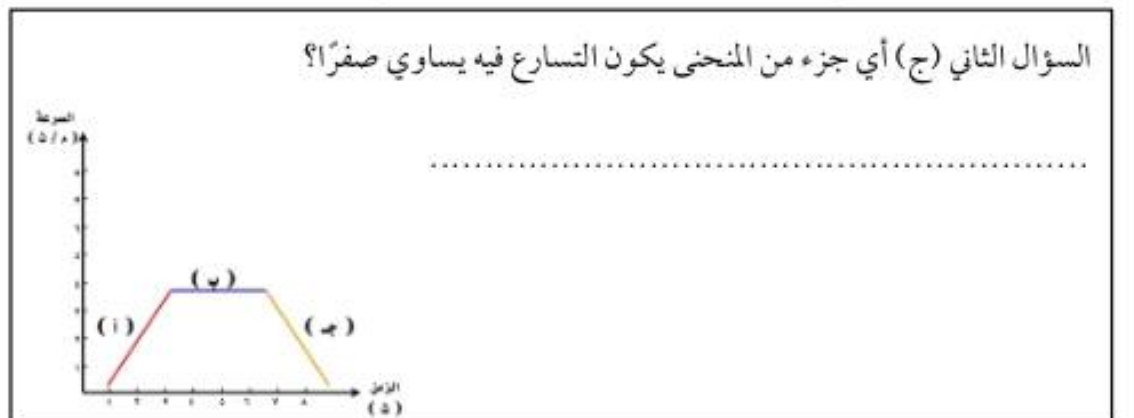 السؤال الثاني (ج) أي جزء من المنحنى يكون التسارع فيه يساوي صفرًا؟
السرعة
(م/ث)
........................................................................
(ب)
(أ)
(جـ)
الزمن
(ث)